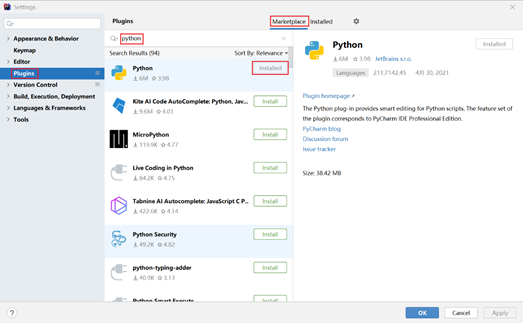 Settings
Appearance & Behavior
Keymap
Editor
Plugins
Version Control
Build, Execution, Deployment
Languages & Frameworks
Tools
Plugins
Marketplace
Installed
python
Search Results (94)
Sort By: Relevance
Python
6M 3.98
Installed
Kite AI Code AutoComplete: Python, Jav...
9.6M 4.01
Install
MicroPython
119.9K 4.77
Install
Live Coding in Python
84.2K 4.75
Install
Tabnine AI Autocomplete: JavaScript C P...
422.6K 4.14
Install
Python Security
49.2K 4.82
Install
python-typing-adder
40.9K 3.13
Install
Python Smart Execute
Install
Python
6M 3.98 JetBrains s.r.o.
Languages 211.7142.45 4月 30, 2021
Installed
Plugin homepage ↗
The Python plug-in provides smart editing for Python scripts. The feature set of
the plugin corresponds to PyCharm IDE Professional Edition.
PyCharm blog
Discussion forum
Issue tracker
Size: 38.42 MB
?
OK
Cancel
Apply